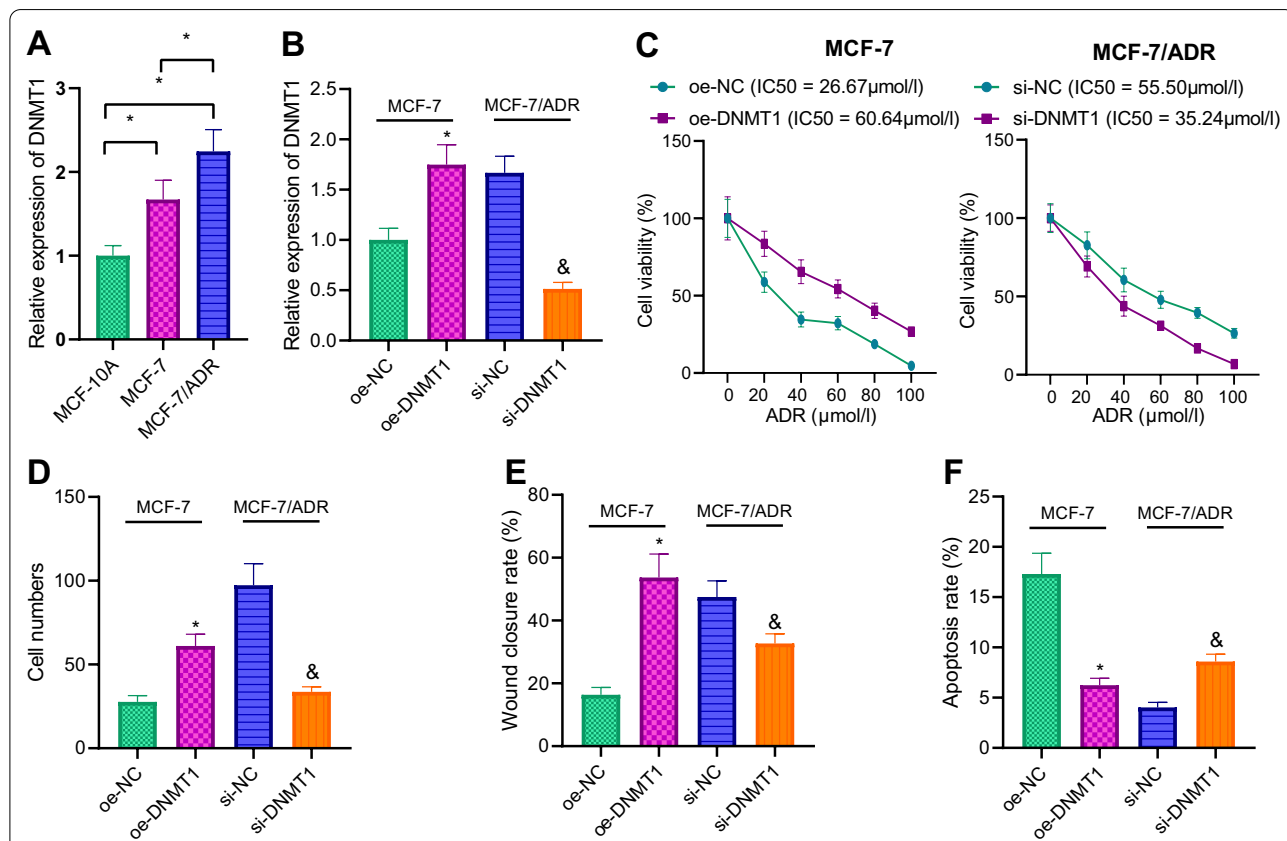 A
*
*
*
Relative expression of DNMT1
3
2
1
0
MCF-10A
MCF-7
MCF-7/ADR
B
Relative expression of DNMT1
2.5
2.0
1.5
1.0
0.5
0.0
MCF-7
MCF-7/ADR
*
&
oe-NC
oe-DNMT1
si-NC
si-DNMT1
C
MCF-7
oe-NC (IC50 = 26.67μmol/l)
oe-DNMT1 (IC50 = 60.64μmol/l)
Cell viability (%)
150
100
50
0
0 20 40 60 80 100
ADR (μmol/l)
MCF-7/ADR
si-NC (IC50 = 55.50μmol/l)
si-DNMT1 (IC50 = 35.24μmol/l)
Cell viability (%)
150
100
50
0
0 20 40 60 80 100
ADR (μmol/l)
D
Cell numbers
150
100
50
0
MCF-7
MCF-7/ADR
*
&
oe-NC
oe-DNMT1
si-NC
si-DNMT1
E
Wound closure rate (%)
80
60
40
20
0
MCF-7
MCF-7/ADR
*
&
oe-NC
oe-DNMT1
si-NC
si-DNMT1
F
Apoptosis rate (%)
25
20
15
10
5
0
MCF-7
MCF-7/ADR
*
&
oe-NC
oe-DNMT1
si-NC
si-DNMT1